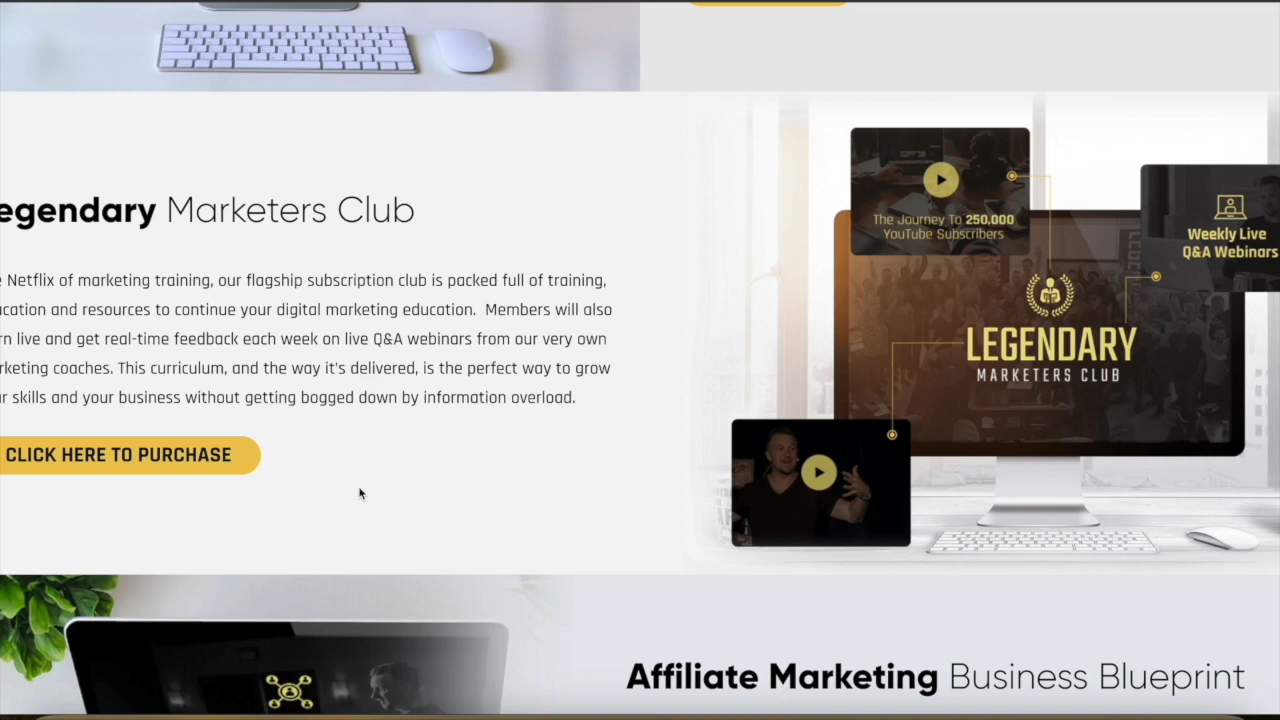 egendary Marketers Club
e Netflix of marketing training, our flagship subscription club is packed full of training,
ucation and resources to continue your digital marketing education.  Members will also
rn live and get real-time feedback each week on live Q&A webinars from our very own
rketing coaches. This curriculum, and the way it's delivered, is the perfect way to grow
ur skills and your business without getting bogged down by information overload.
CLICK HERE TO PURCHASE
The Journey To 250,000
YouTube Subscribers
Weekly Live
Q&A Webinars
LEGENDARY
MARKETERS CLUB
Affiliate Marketing Business Blueprint